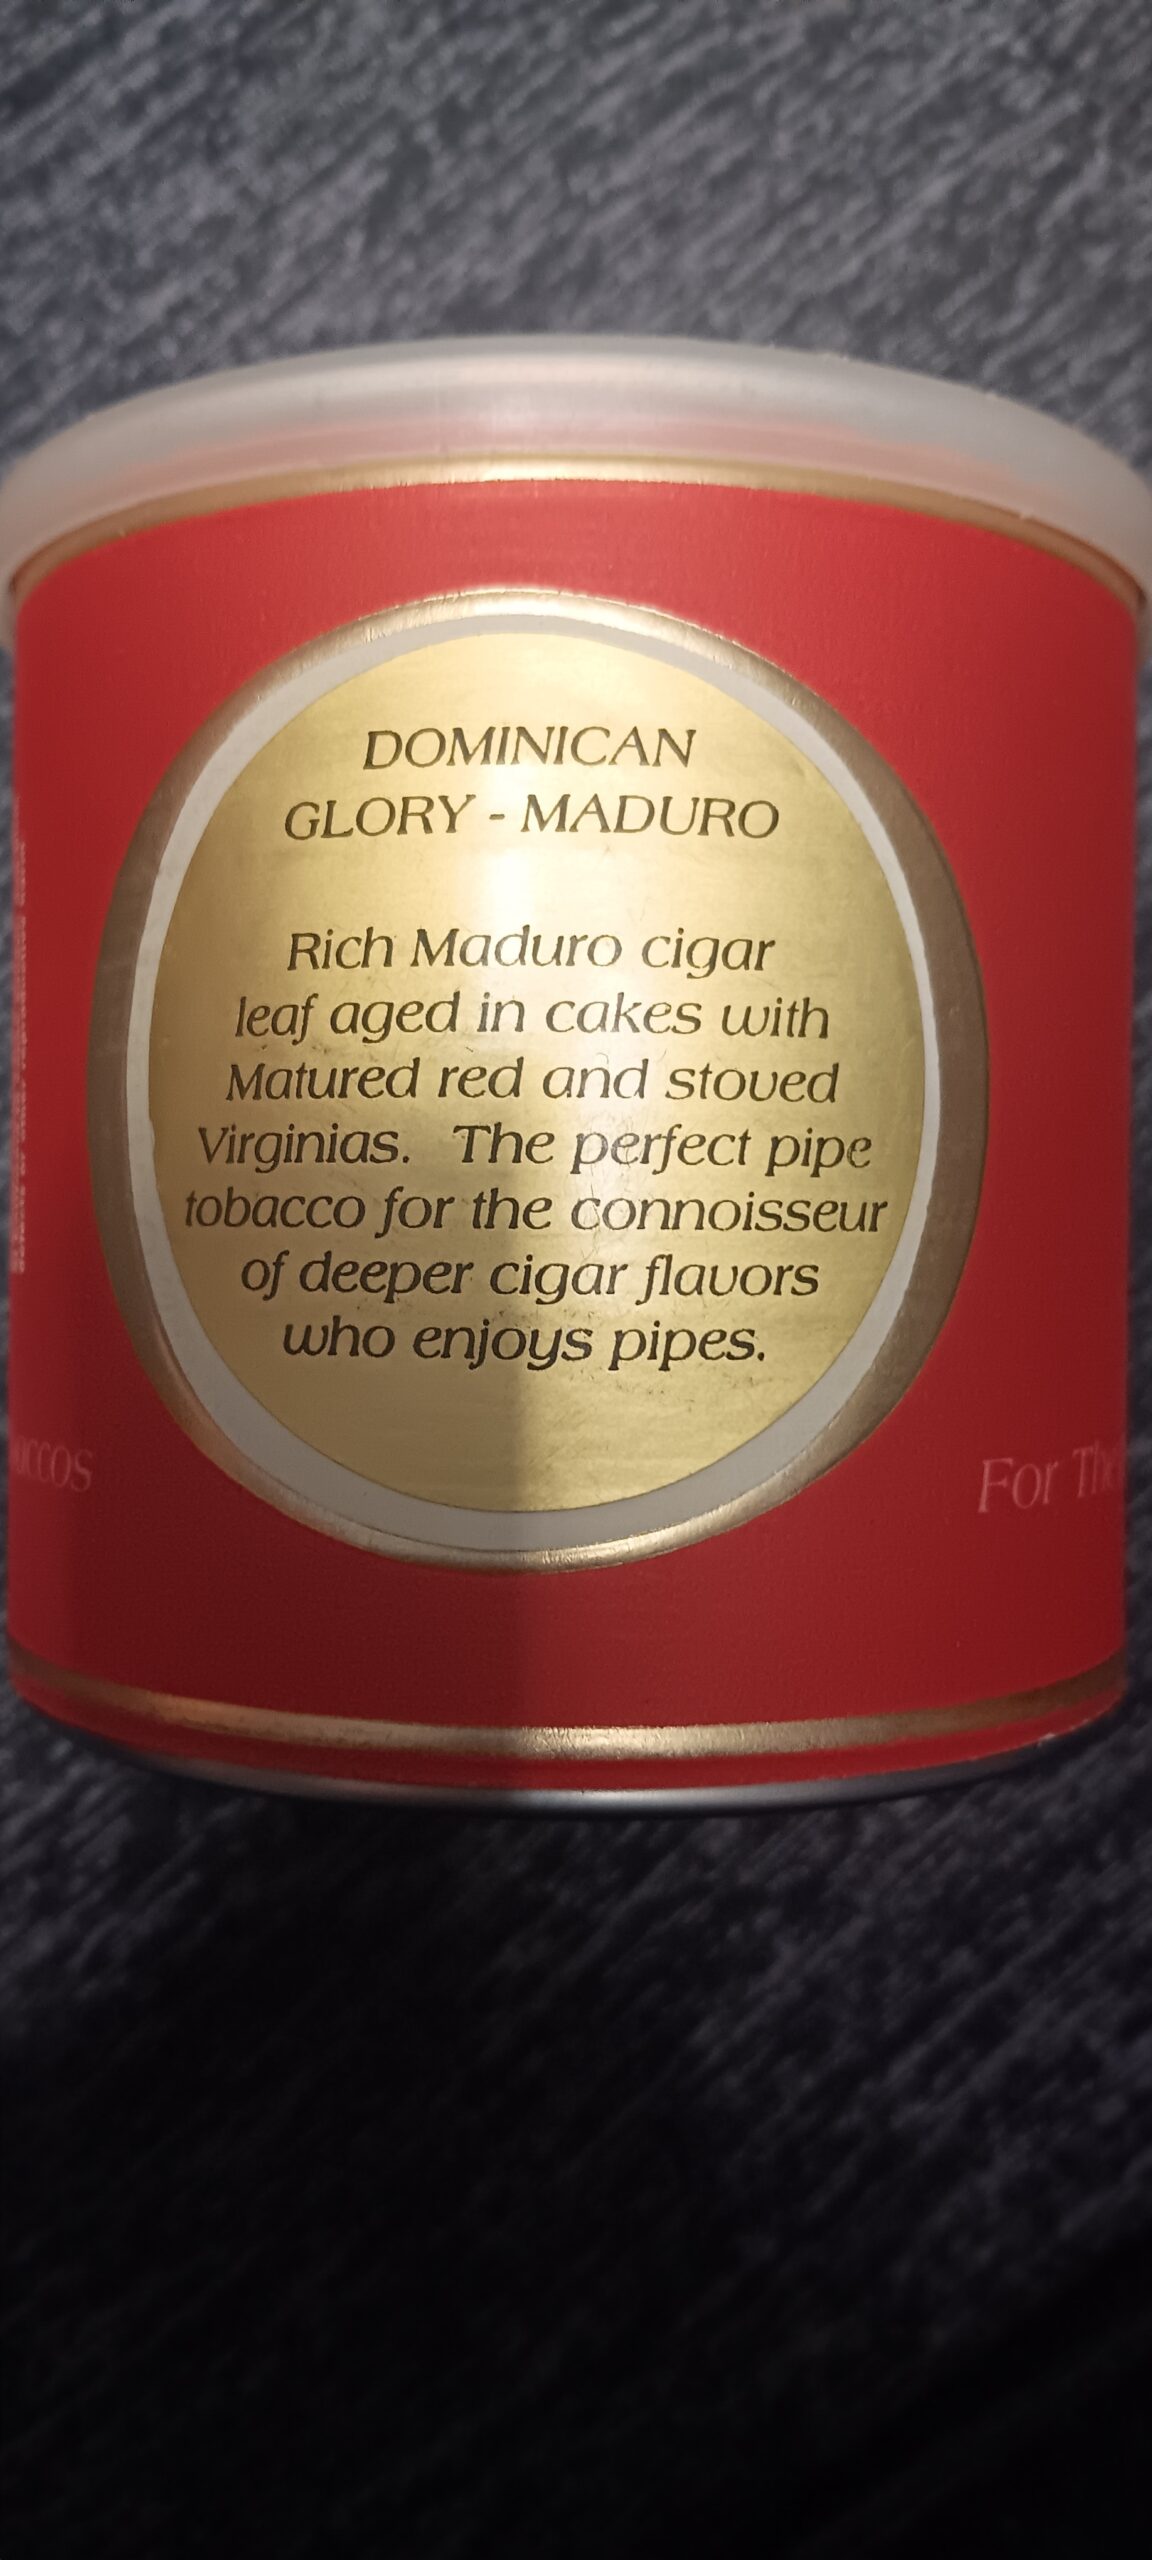 DOMINICAN
GLORY - MADURO
Rich Maduro cigar
leaf aged in cakes with
Matured red and stoved
Virginias. The perfect pipe
tobacco for the connoisseur
of deeper cigar flavors
who enjoys pipes.
For